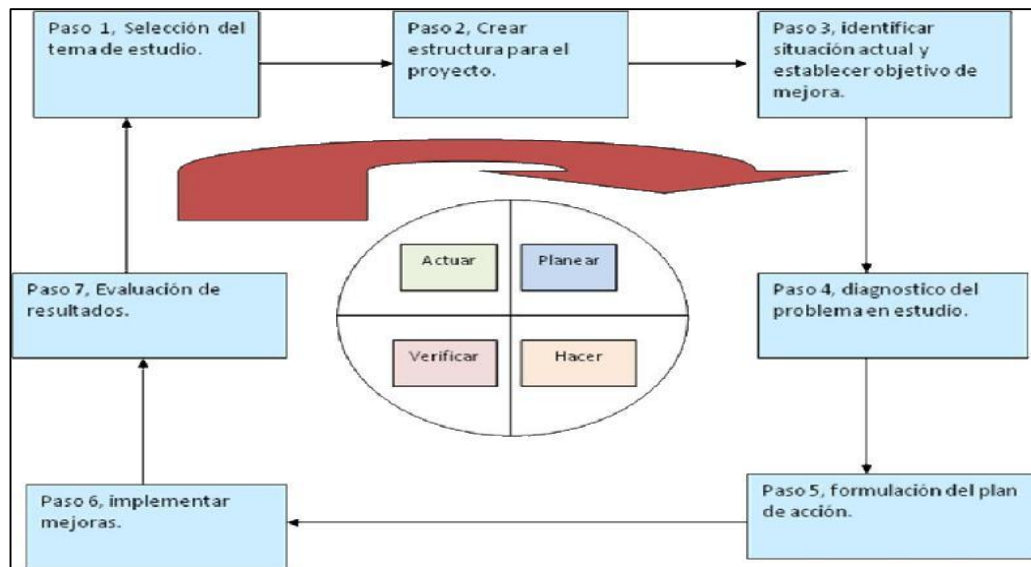 Paso 1, Selección del
tema de estudio.
Paso 2, Crear
estructura para el
proyecto.
Paso 3, identificar
situación actual y
establecer objetivo de
mejora.
Actuar
Planear
Paso 7, Evaluación de
resultados.
Paso 4, diagnostico del
problema en estudio.
Verificar
Hacer
Paso 6, implementar
mejoras.
Paso 5, formulación del plan
de acción.